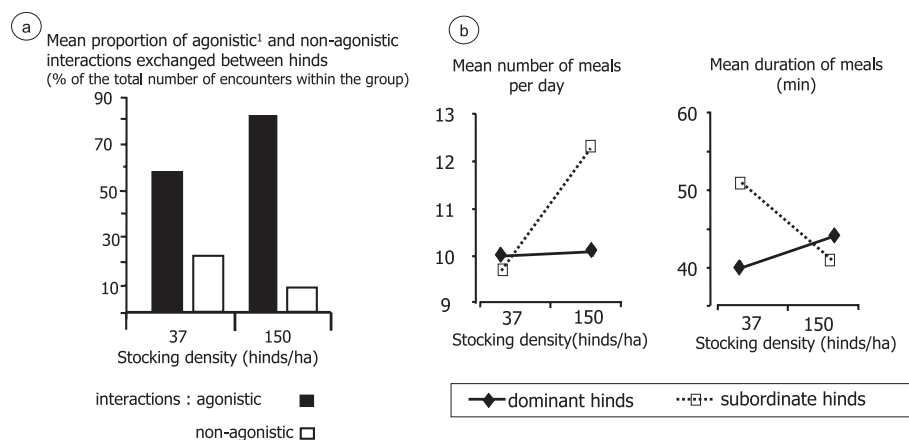 a
Mean proportion of agonistic¹ and non-agonistic
interactions exchanged between hinds
(% of the total number of encounters within the group)
90
70
50
30
10
37
150
Stocking density (hinds/ha)
interactions : agonistic
non-agonistic
b
Mean number of meals
per day
13
12
11
10
9
37
150
Stocking density(hinds/ha)
Mean duration of meals
(min)
60
50
40
37
150
Stocking density(hinds/ha)
dominant hinds
subordinate hinds